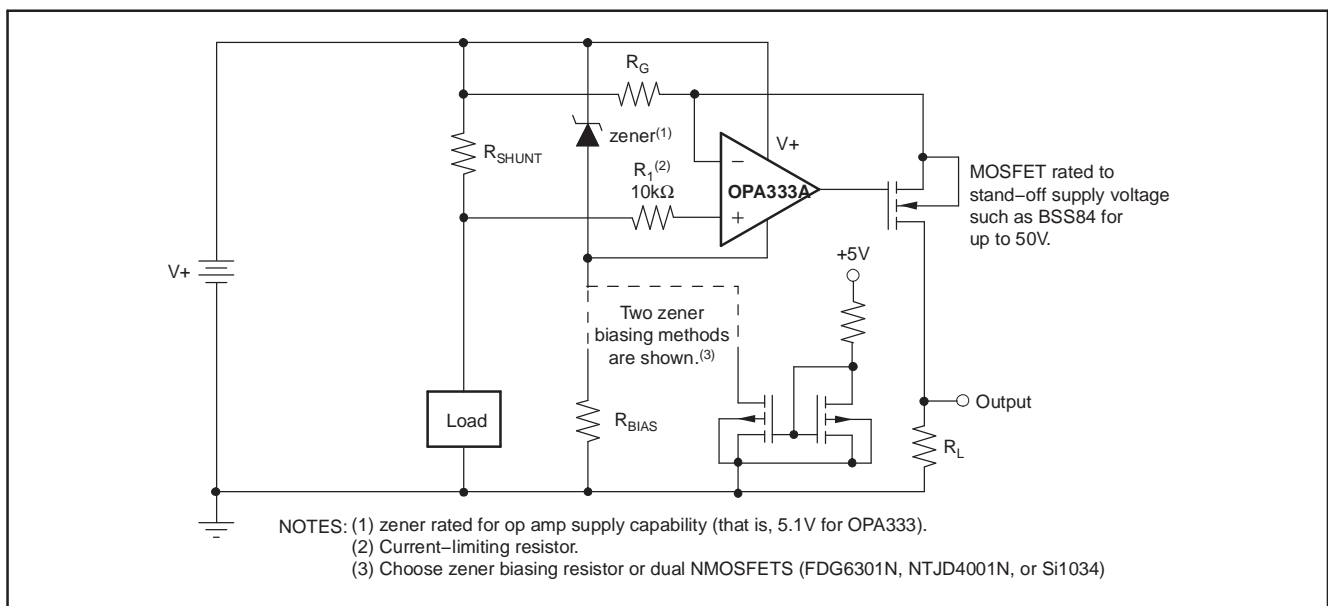 R_G
V+
zener(1)
R_SHUNT
R_1(2)
10kΩ
OPA333A
−
+
MOSFET rated to
stand−off supply voltage
such as BSS84 for
up to 50V.
+5V
V+
Two zener
biasing methods
are shown.(3)
Load
R_BIAS
Output
R_L
NOTES: (1) zener rated for op amp supply capability (that is, 5.1V for OPA333).
(2) Current−limiting resistor.
(3) Choose zener biasing resistor or dual NMOSFETS (FDG6301N, NTJD4001N, or Si1034)